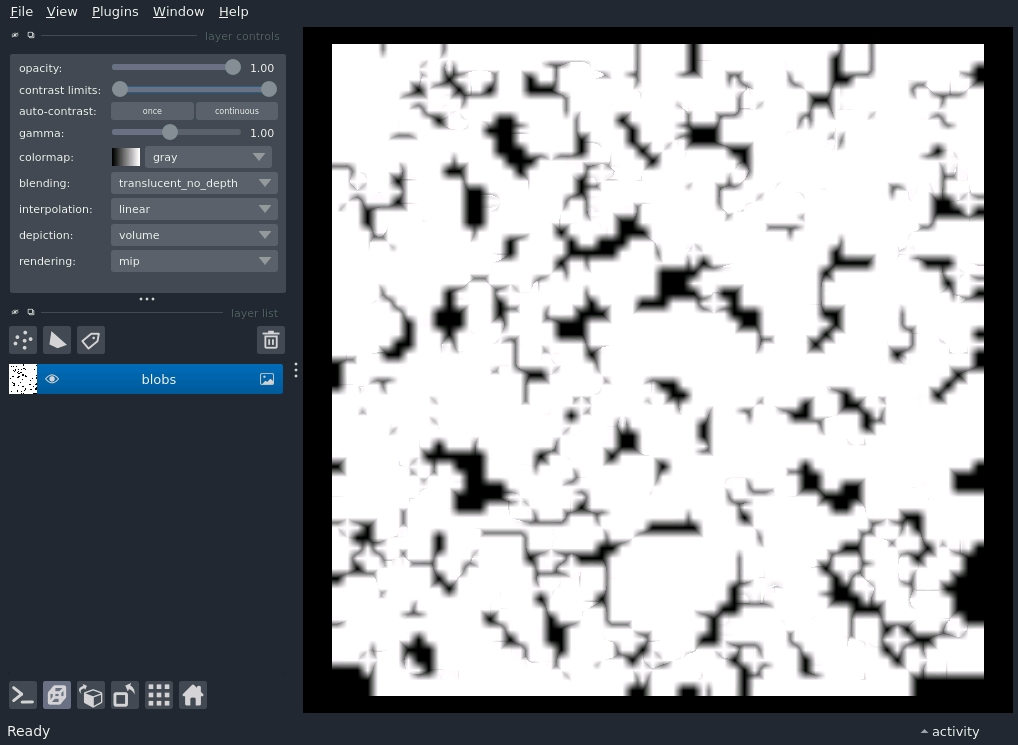 File View Plugins Window Help
layer controls
opacity: 1.00
contrast limits:
auto-contrast: once continuous
gamma: 1.00
colormap: gray
blending: translucent_no_depth
interpolation: linear
depiction: volume
rendering: mip
layer list
blobs
Ready activity